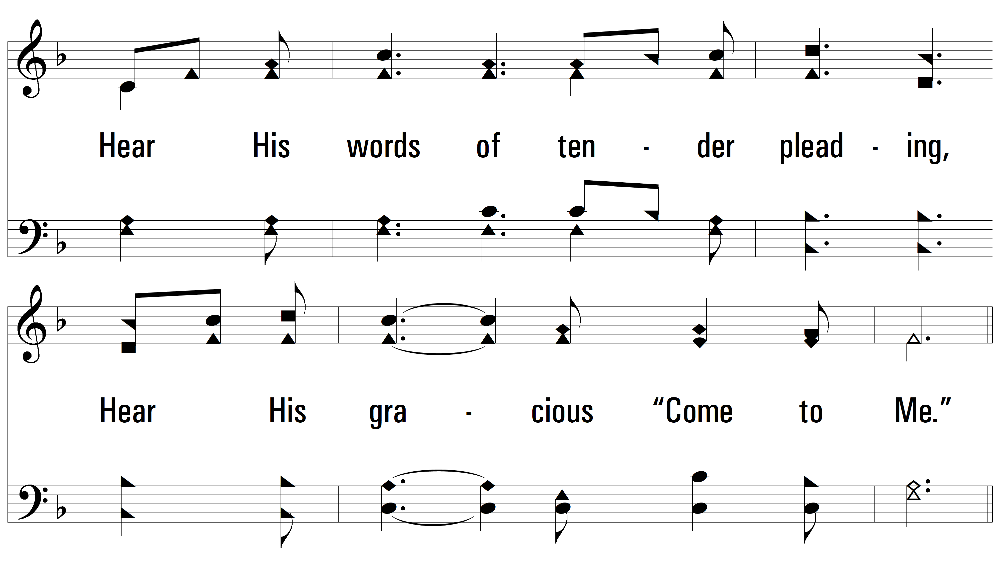 Hear His words of ten - der plead - ing,
Hear His gra - cious “Come to Me.”